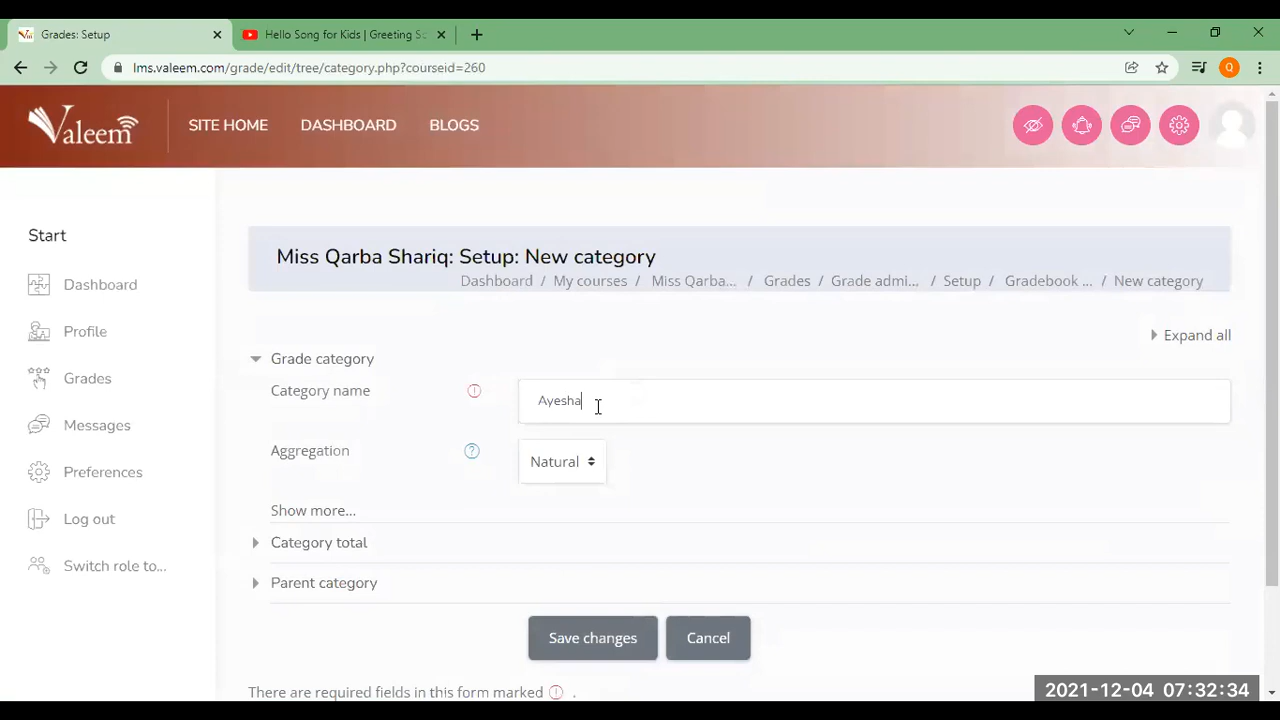 Grades: Setup
Hello Song for Kids | Greeting Sc
lms.valeem.com/grade/edit/tree/category.php?courseid=260
Q
Valeem
SITE HOME
DASHBOARD
BLOGS
Start
Dashboard
Profile
Grades
Messages
Preferences
Log out
Switch role to...
Miss Qarba Shariq: Setup: New category
Dashboard / My courses / Miss Qarba... / Grades / Grade admi... / Setup / Gradebook ... / New category
Expand all
Grade category
Category name
Ayesha
Aggregation
?
Natural
Show more...
Category total
Parent category
Save changes
Cancel
There are required fields in this form marked .
2021-12-04 07:32:34